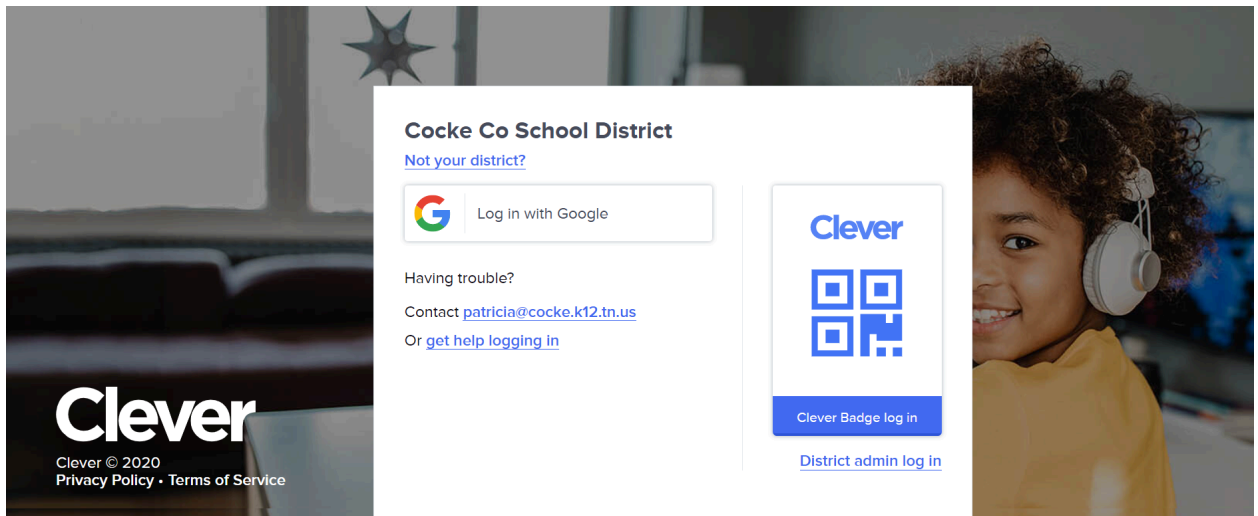 Cocke Co School District
Not your district?
Log in with Google
Having trouble?
Contact patricia@cocke.k12.tn.us
Or get help logging in
Clever
Clever Badge log in
District admin log in
Clever
Clever © 2020
Privacy Policy • Terms of Service